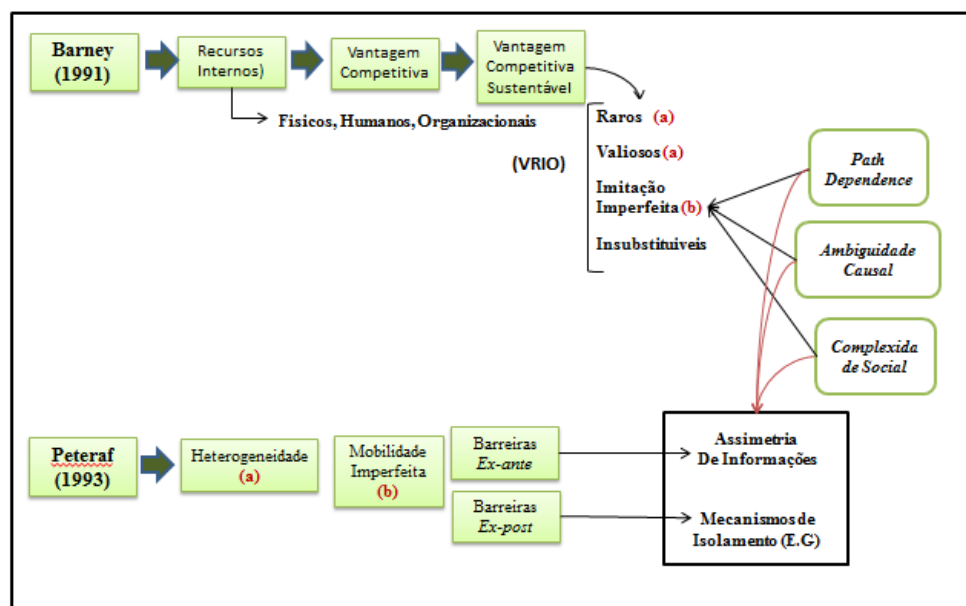 Barney
(1991)
Recursos
Internos)
Vantagem
Competitiva
Vantagem
Competitiva
Sustentável
Fisicos, Humanos, Organizacionais
(VRIO)
Raros (a)
Valiosos (a)
Imitação
Imperfeita (b)
Insubstituiveis
Path
Dependence
Ambiguidade
Causal
Complexida
de Social
Peteraf
(1993)
Heterogeneidade
(a)
Mobilidade
Imperfeita
(b)
Barreiras
Ex-ante
Barreiras
Ex-post
Assimetria
De Informações
Mecanismos de
Isolamento (E.G)